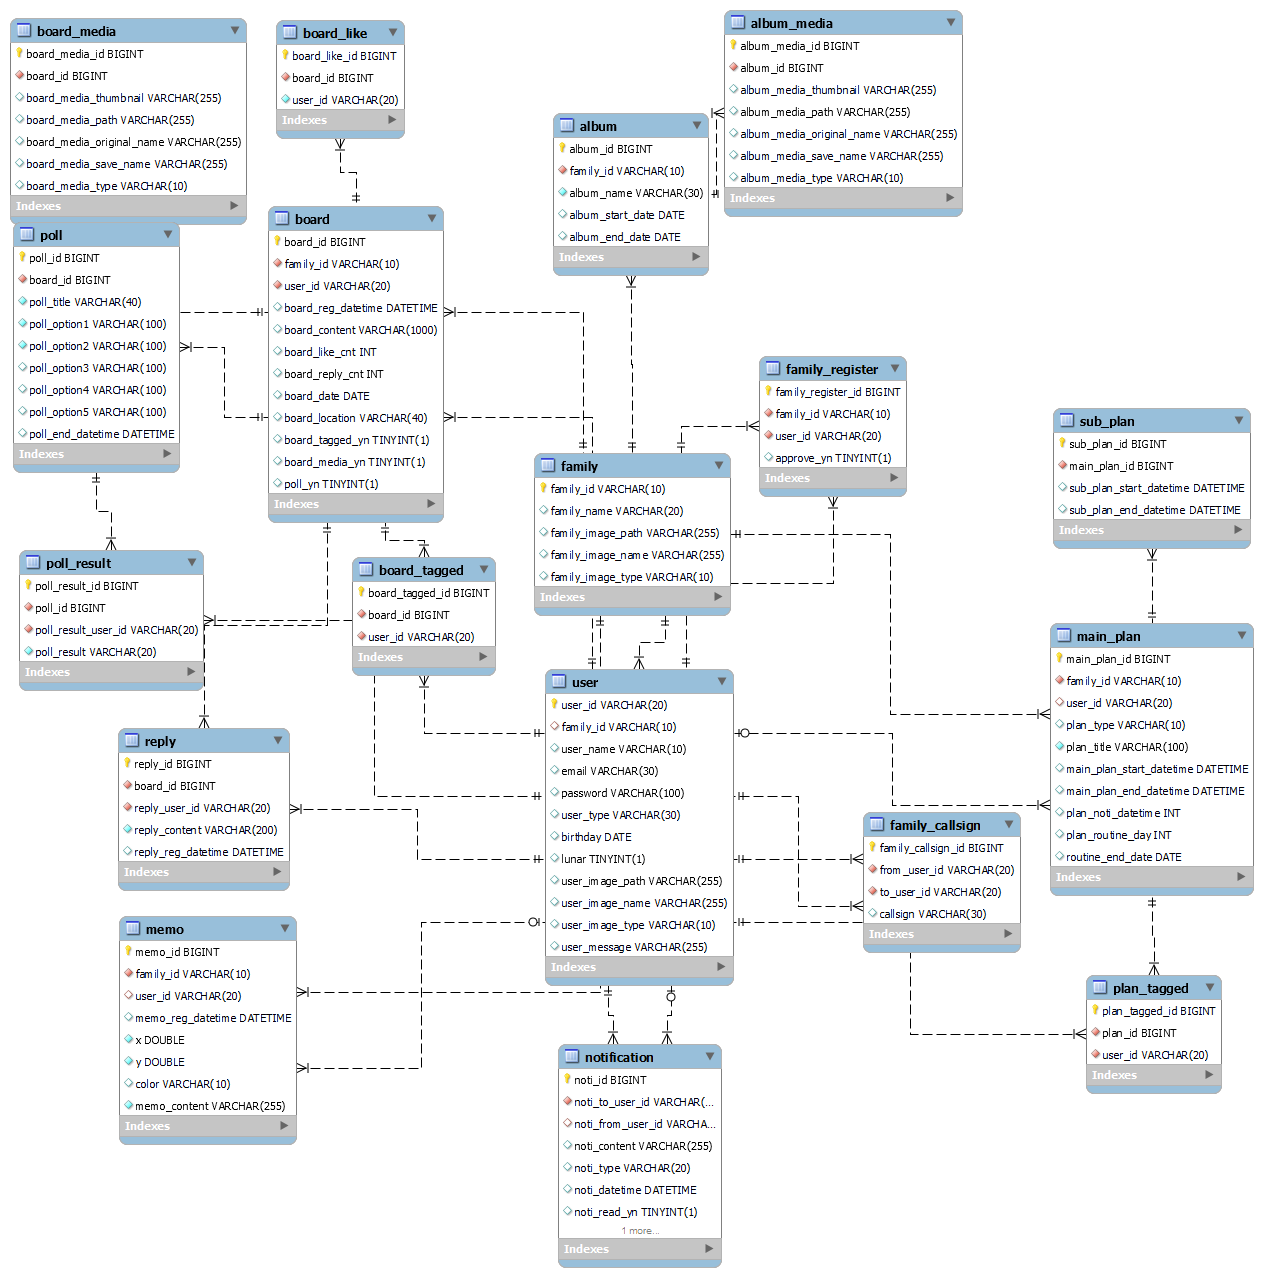 board_media
board_media_id BIGINT
board_id BIGINT
board_media_thumbnail VARCHAR(255)
board_media_path VARCHAR(255)
board_media_original_name VARCHAR(255)
board_media_save_name VARCHAR(255)
board_media_type VARCHAR(10)
Indexes
board_like
board_like_id BIGINT
board_id BIGINT
user_id VARCHAR(20)
Indexes
album_media
album_media_id BIGINT
album_id BIGINT
album_media_thumbnail VARCHAR(255)
album_media_path VARCHAR(255)
album_media_original_name VARCHAR(255)
album_media_save_name VARCHAR(255)
album_media_type VARCHAR(10)
Indexes
album
album_id BIGINT
family_id VARCHAR(10)
album_name VARCHAR(30)
album_start_date DATE
album_end_date DATE
Indexes
poll
poll_id BIGINT
board_id BIGINT
poll_title VARCHAR(40)
poll_option1 VARCHAR(100)
poll_option2 VARCHAR(100)
poll_option3 VARCHAR(100)
poll_option4 VARCHAR(100)
poll_option5 VARCHAR(100)
poll_end_datetime DATETIME
Indexes
board
board_id BIGINT
family_id VARCHAR(10)
user_id VARCHAR(20)
board_reg_datetime DATETIME
board_content VARCHAR(1000)
board_like_cnt INT
board_reply_cnt INT
board_date DATE
board_location VARCHAR(40)
board_tagged_yn TINYINT(1)
board_media_yn TINYINT(1)
poll_yn TINYINT(1)
Indexes
family_register
family_register_id BIGINT
family_id VARCHAR(10)
user_id VARCHAR(20)
approve_yn TINYINT(1)
Indexes
sub_plan
sub_plan_id BIGINT
main_plan_id BIGINT
sub_plan_start_datetime DATETIME
sub_plan_end_datetime DATETIME
Indexes
family
family_id VARCHAR(10)
family_name VARCHAR(20)
family_image_path VARCHAR(255)
family_image_name VARCHAR(255)
family_image_type VARCHAR(10)
Indexes
poll_result
poll_result_id BIGINT
poll_id BIGINT
poll_result_user_id VARCHAR(20)
poll_result VARCHAR(20)
Indexes
board_tagged
board_tagged_id BIGINT
board_id BIGINT
user_id VARCHAR(20)
Indexes
main_plan
main_plan_id BIGINT
family_id VARCHAR(10)
user_id VARCHAR(20)
plan_type VARCHAR(10)
plan_title VARCHAR(100)
main_plan_start_datetime DATETIME
main_plan_end_datetime DATETIME
plan_noti_datetime INT
plan_routine_day INT
routine_end_date DATE
Indexes
user
user_id VARCHAR(20)
family_id VARCHAR(10)
user_name VARCHAR(10)
email VARCHAR(30)
password VARCHAR(100)
user_type VARCHAR(30)
birthday DATE
lunar TINYINT(1)
user_image_path VARCHAR(255)
user_image_name VARCHAR(255)
user_image_type VARCHAR(10)
user_message VARCHAR(255)
Indexes
reply
reply_id BIGINT
board_id BIGINT
reply_user_id VARCHAR(20)
reply_content VARCHAR(200)
reply_reg_datetime DATETIME
Indexes
family_callsign
family_callsign_id BIGINT
from_user_id VARCHAR(20)
to_user_id VARCHAR(20)
callsign VARCHAR(30)
Indexes
memo
memo_id BIGINT
family_id VARCHAR(10)
user_id VARCHAR(20)
memo_reg_datetime DATETIME
x DOUBLE
y DOUBLE
color VARCHAR(10)
memo_content VARCHAR(255)
Indexes
plan_tagged
plan_tagged_id BIGINT
plan_id BIGINT
user_id VARCHAR(20)
Indexes
notification
noti_id BIGINT
noti_to_user_id VARCHAR(...
noti_from_user_id VARCHA...
noti_content VARCHAR(255)
noti_type VARCHAR(20)
noti_datetime DATETIME
noti_read_yn TINYINT(1)
1 more...
Indexes